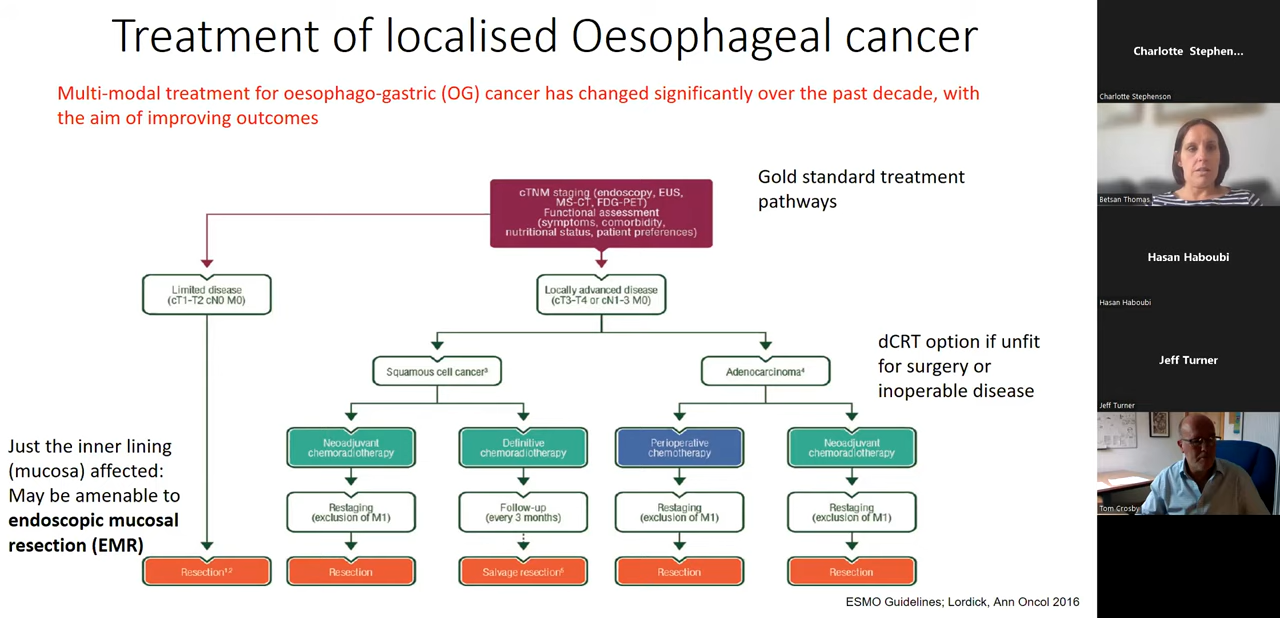 Treatment of localised Oesophageal cancer
Multi-modal treatment for oesophago-gastric (OG) cancer has changed significantly over the past decade, with
the aim of improving outcomes
Gold standard treatment
pathways
cTNM staging (endoscopy, EUS,
MS-CT, FDG-PET)
Functional assessment
(symptoms, comorbidity,
nutritional status, patient preferences)
Limited disease
(cT1-T2 cN0 M0)
Locally advanced disease
(cT3-T4 or cN1-3 M0)
dCRT option if unfit
for surgery or
inoperable disease
Squamous cell cancer³
Adenocarcinoma⁴
Just the inner lining
(mucosa) affected:
May be amenable to
endoscopic mucosal
resection (EMR)
Neoadjuvant
chemoradiotherapy
Definitive
chemoradiotherapy
Perioperative
chemotherapy
Neoadjuvant
chemoradiotherapy
Restaging
(exclusion of M1)
Follow-up
(every 3 months)
Restaging
(exclusion of M1)
Restaging
(exclusion of M1)
Resection¹,²
Resection
Salvage resection⁵
Resection
Resection
ESMO Guidelines; Lordick, Ann Oncol 2016
Charlotte Stephen...
Charlotte Stephenson
Betsan Thomas
Hasan Haboubi
Hasan Haboubi
Jeff Turner
Jeff Turner
Tom Crosby